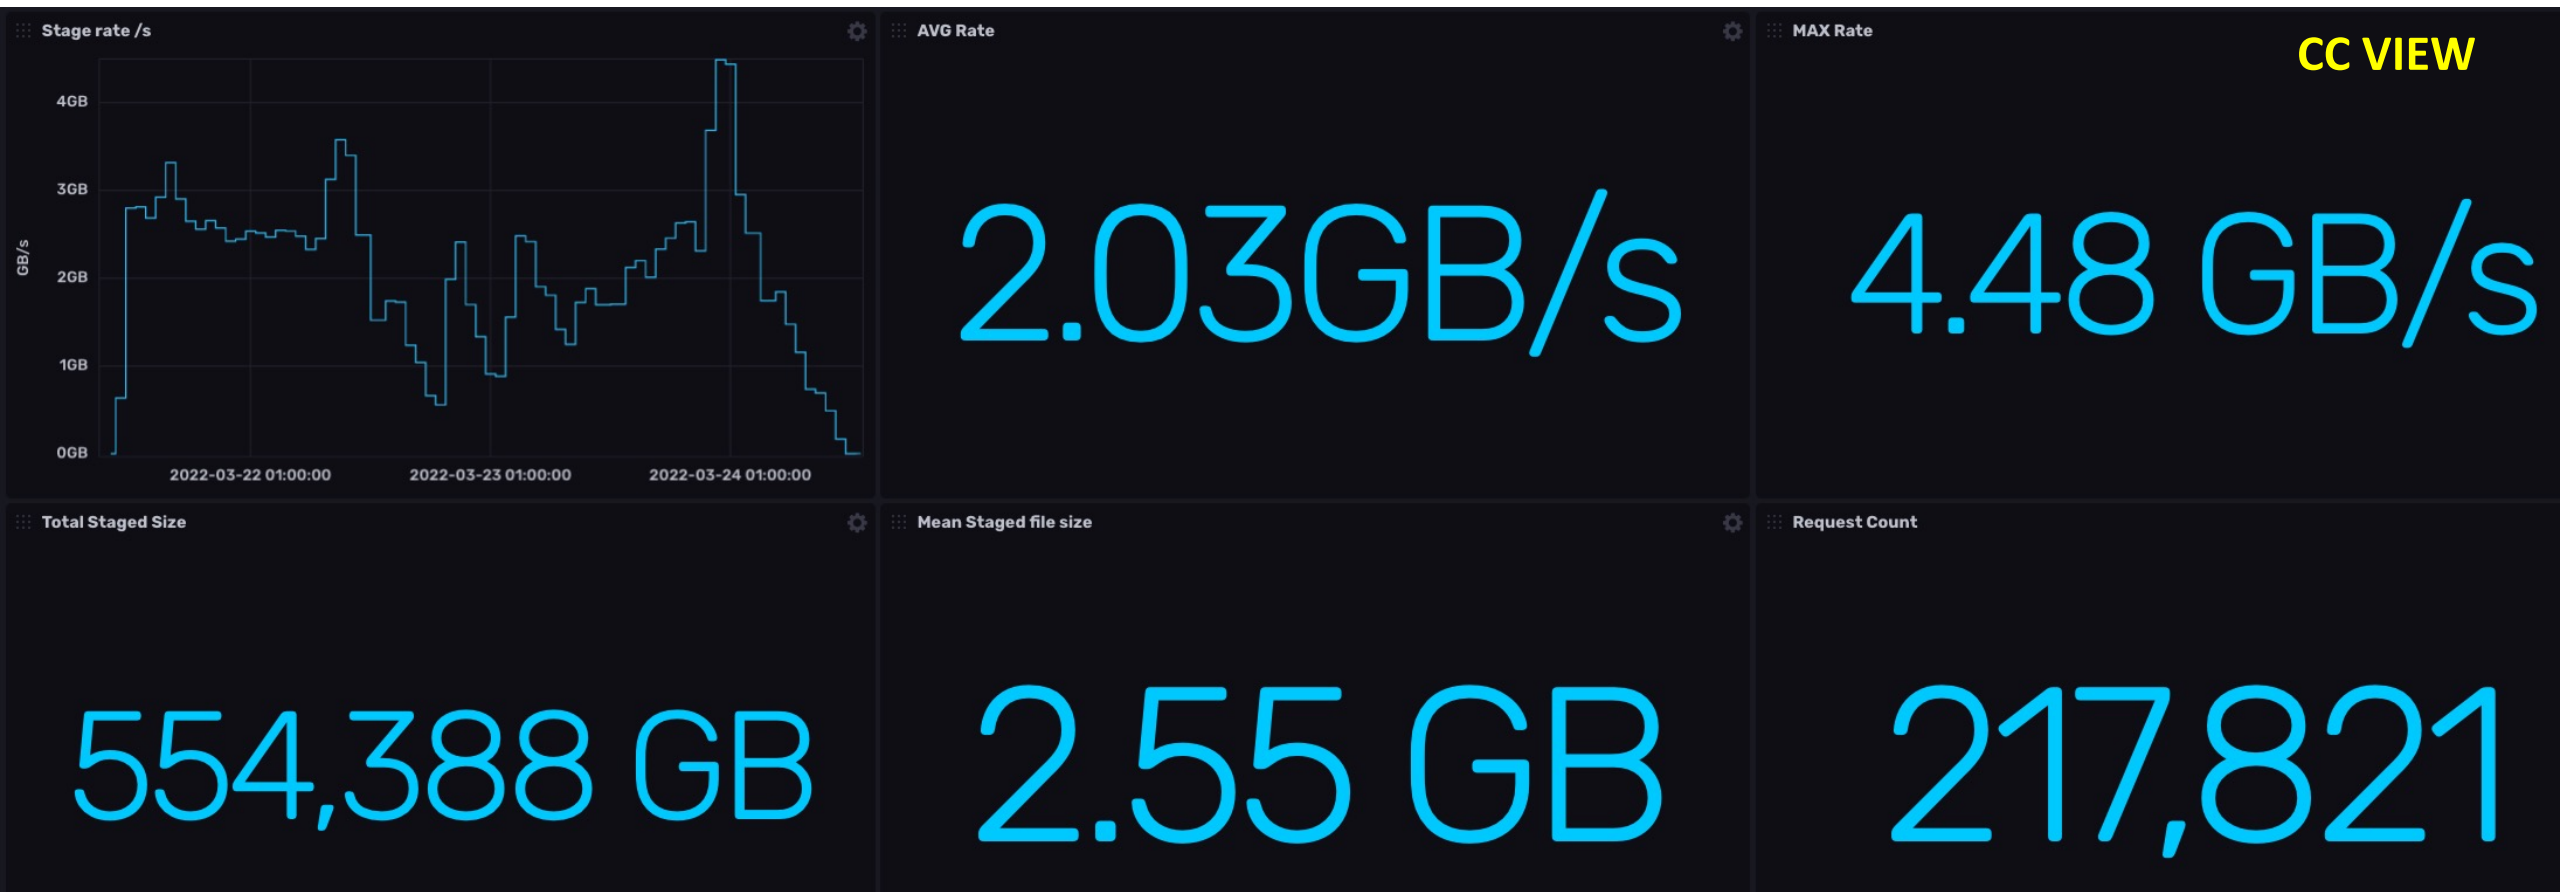 Stage rate /s
AVG Rate
MAX Rate
CC VIEW
4GB
3GB
2GB
1GB
0GB
GB/s
2022-03-22 01:00:00
2022-03-23 01:00:00
2022-03-24 01:00:00
2.03GB/s
4.48 GB/s
Total Staged Size
Mean Staged file size
Request Count
554,388 GB
2.55 GB
217,821